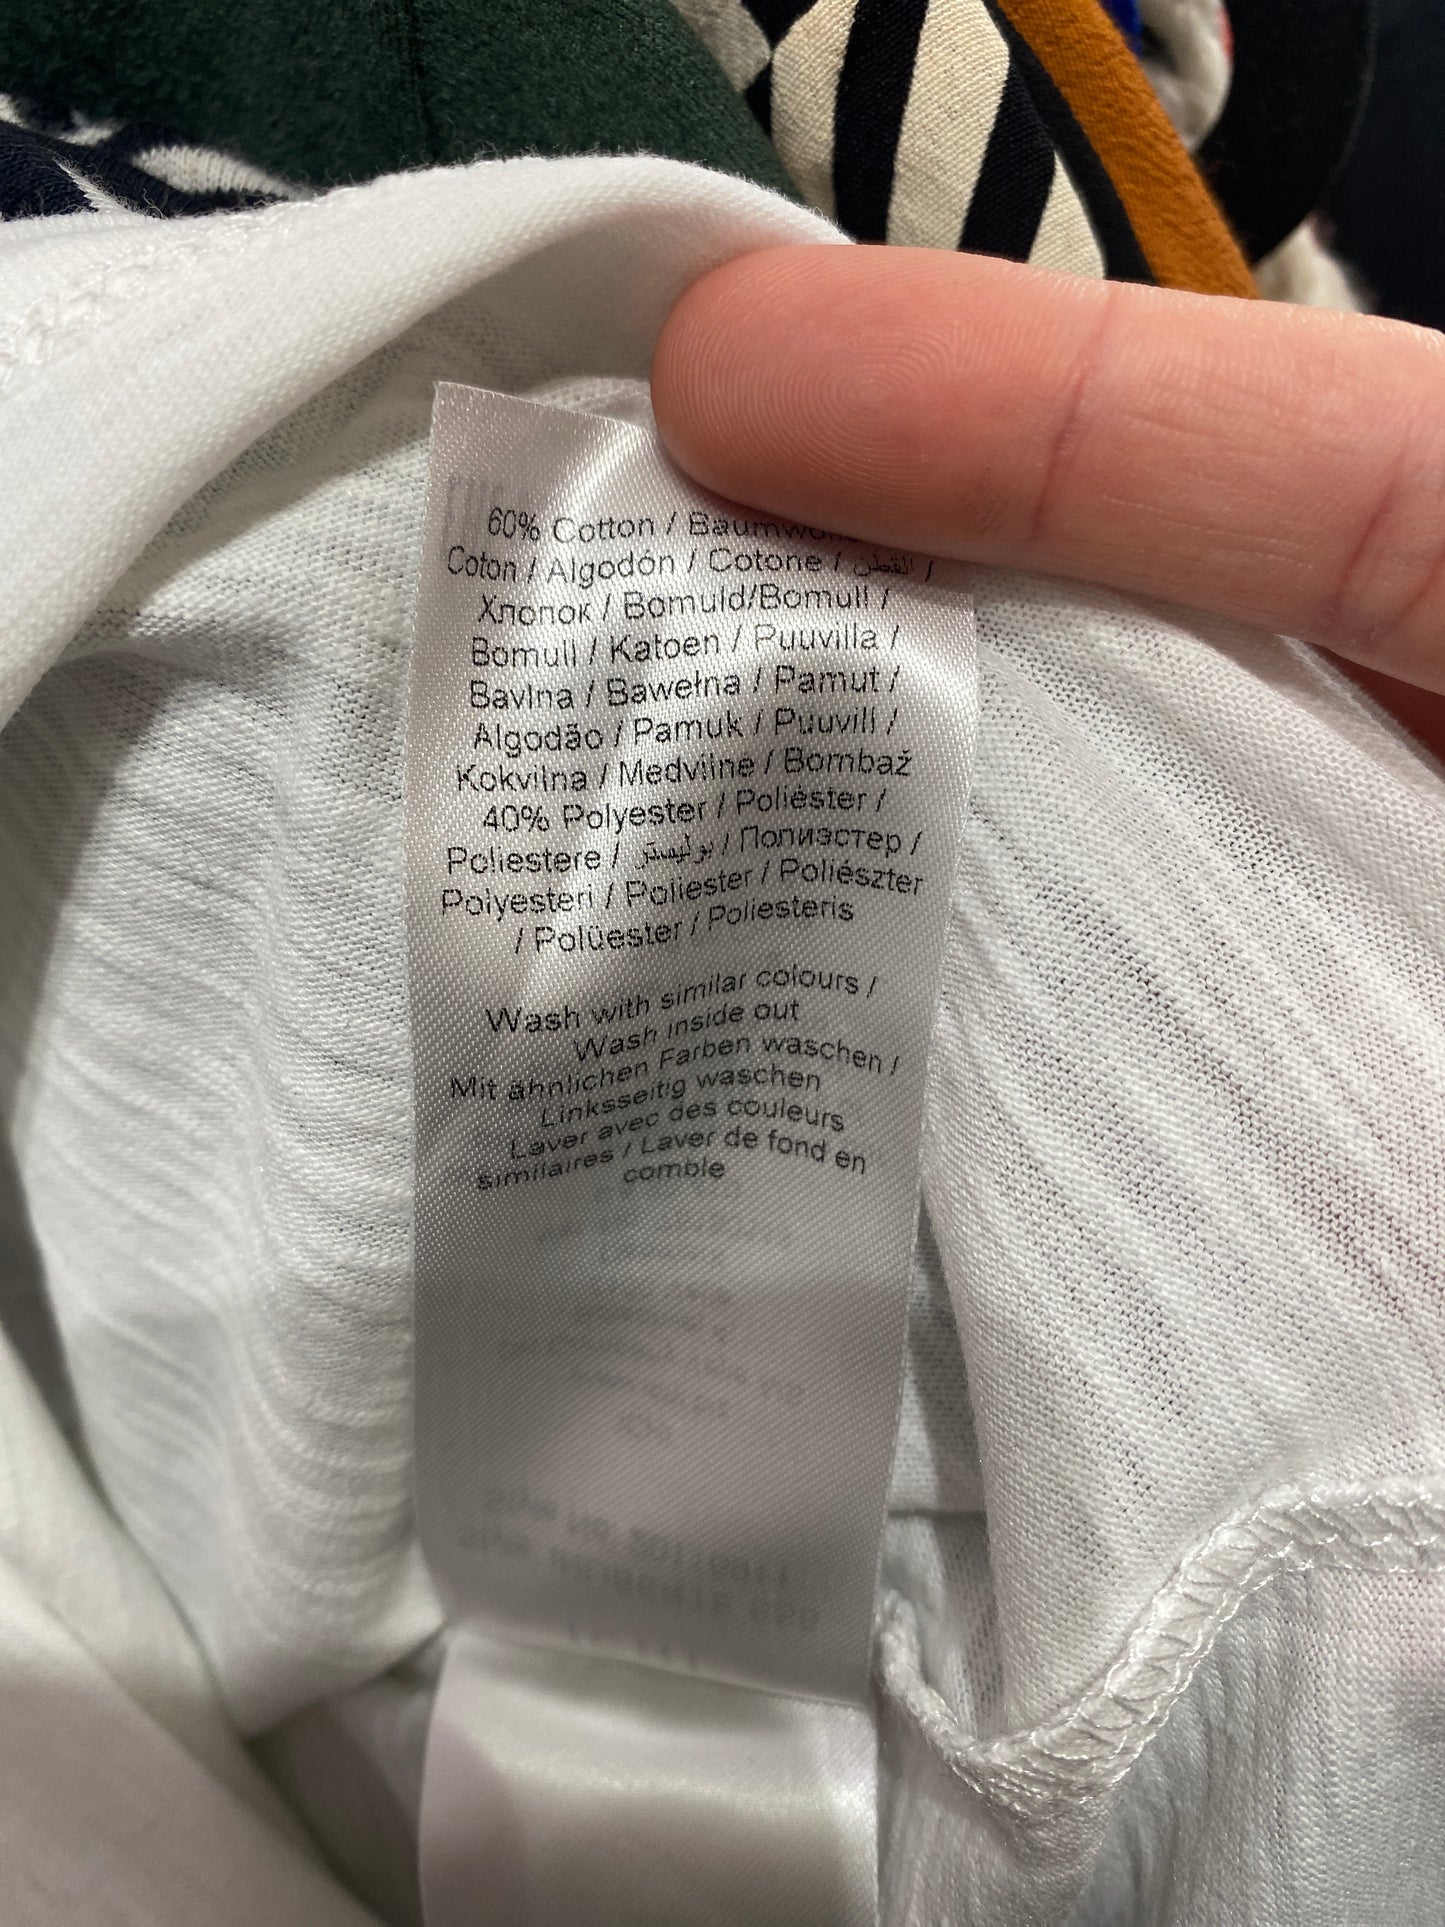 60% Cotton /
Coton / Algodón / Cotone / القطن /
Хлопок / Bomuld/Bomull /
Bomull / Katoen / Puuvilla /
Bavlna / Bawełna / Pamut /
Algodão / Pamuk / Puuvill /
Kokvilna / Medvilne / Bombaž
40% Polyester / Poliéster /
Poliestere / بوليستر / Полиэстер /
Polyesteri / Poliester / Poliészter
/ Polüester / Poliesteris
Wash with similar colours /
Wash inside out
Mit ähnlichen Farben waschen /
Linksseitig waschen
Laver avec des couleurs
similaires / Laver de fond en
comble